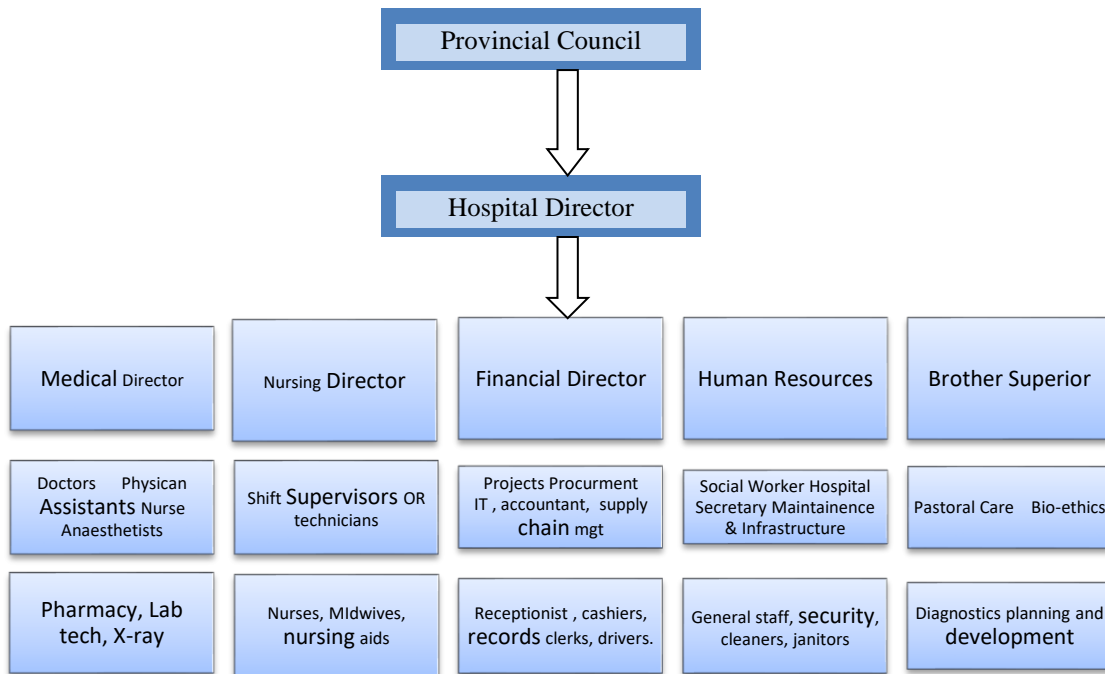 Provincial Council
Hospital Director
Medical Director
Nursing Director
Financial Director
Human Resources
Brother Superior
Doctors Physican
Assistants Nurse
Anaesthetists
Shift Supervisors OR
technicians
Projects Procurment
IT , accountant, supply
chain mgt
Social Worker Hospital
Secretary Maintainence
& Infrastructure
Pastoral Care Bio-ethics
Pharmacy, Lab
tech, X-ray
Nurses, MIdwives,
nursing aids
Receptionist , cashiers,
records clerks, drivers.
General staff, security,
cleaners, janitors
Diagnostics planning and
development